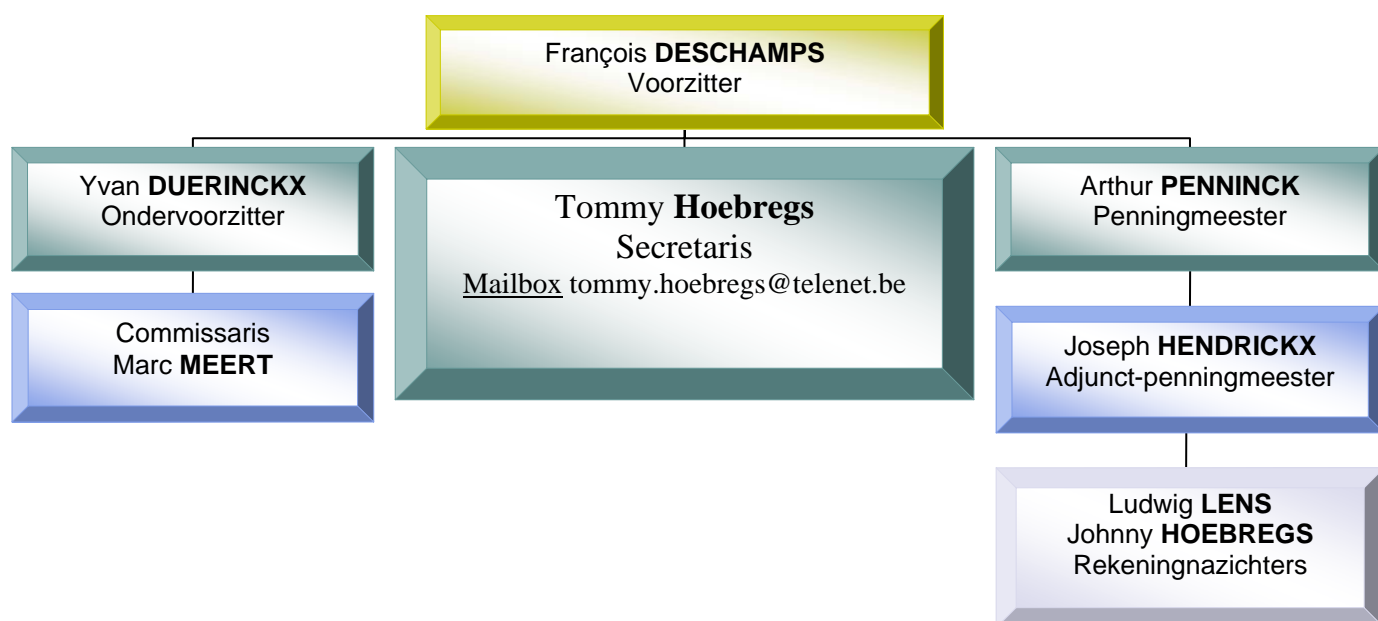 François DESCHAMPS
Voorzitter
Yvan DUERINCKX
Ondervoorzitter
Tommy Hoebregs
Secretaris
Mailbox tommy.hoebregs@telenet.be
Arthur PENNINCK
Penningmeester
Commissaris
Marc MEERT
Joseph HENDRICKX
Adjunct-penningmeester
Ludwig LENS
Johnny HOEBREGS
Rekeningnazichters